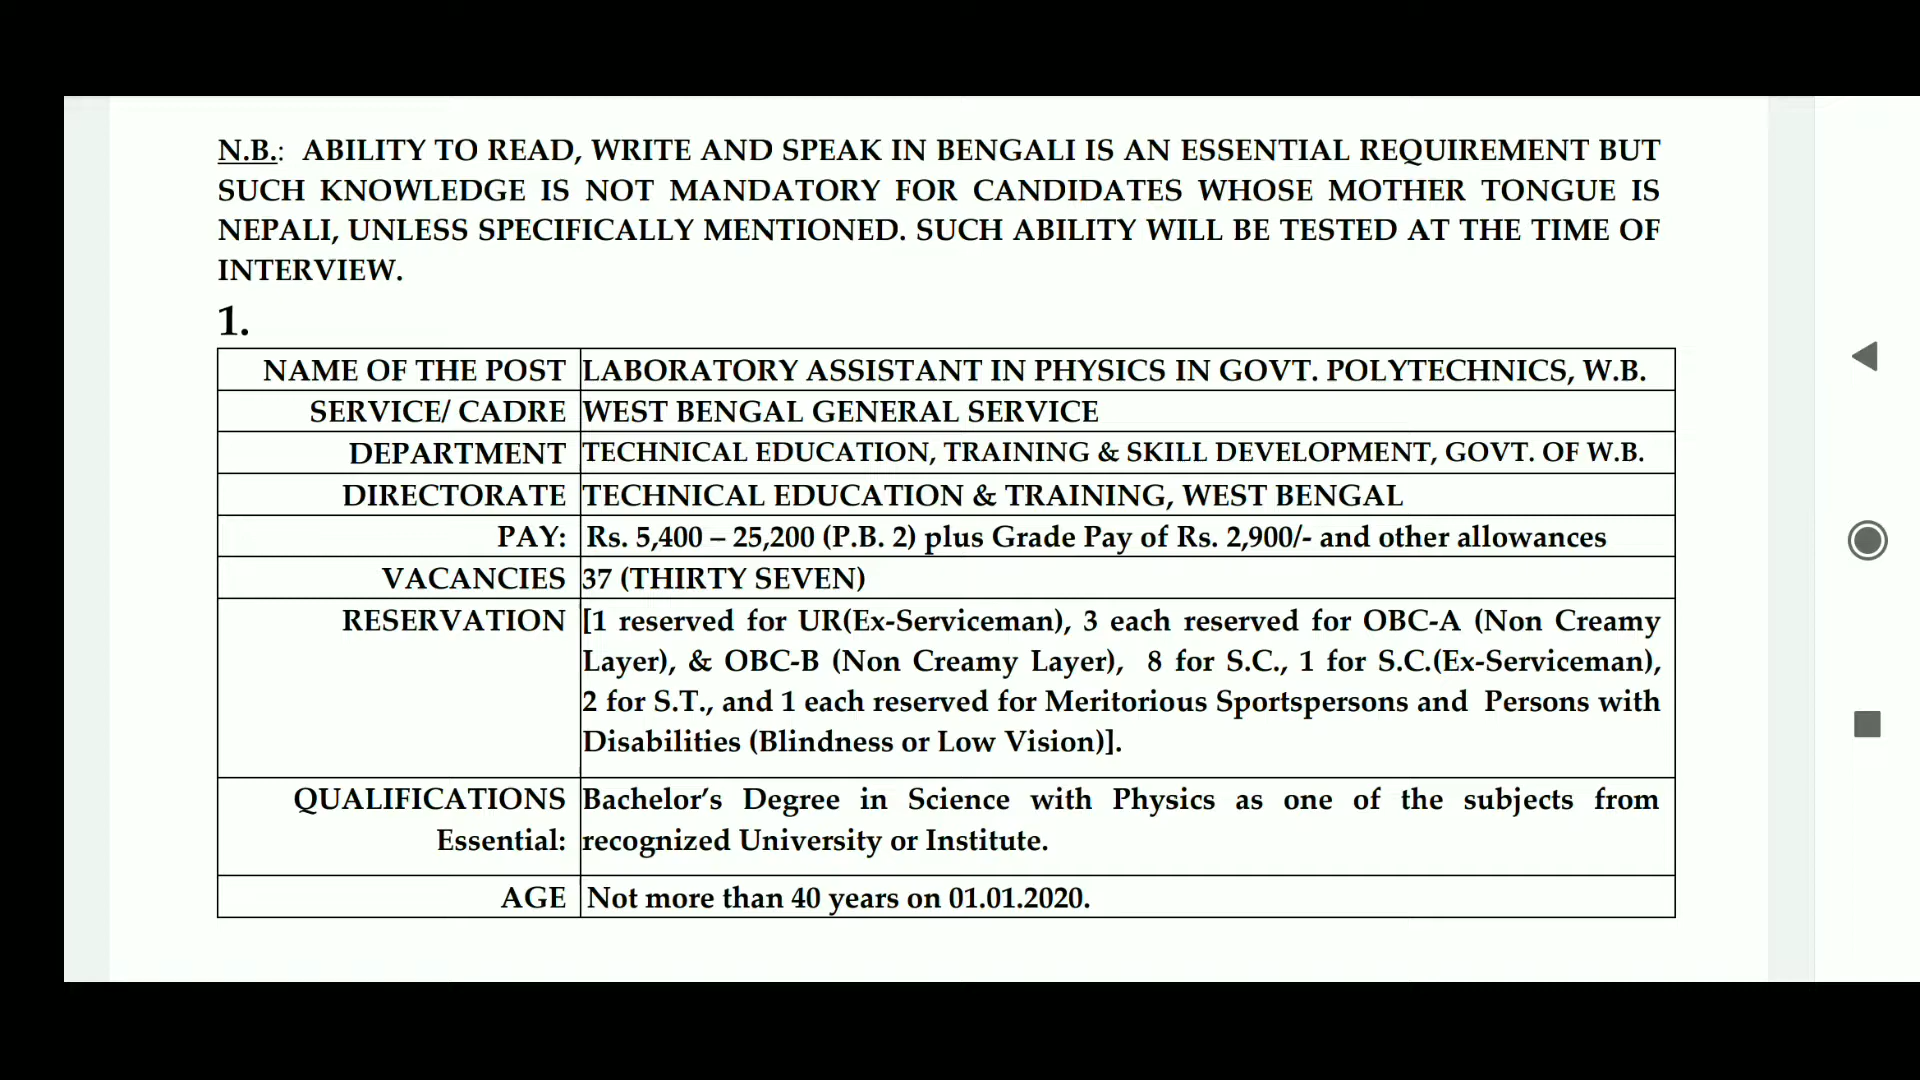 N.B.: ABILITY TO READ, WRITE AND SPEAK IN BENGALI IS AN ESSENTIAL REQUIREMENT BUT
SUCH KNOWLEDGE IS NOT MANDATORY FOR CANDIDATES WHOSE MOTHER TONGUE IS
NEPALI, UNLESS SPECIFICALLY MENTIONED. SUCH ABILITY WILL BE TESTED AT THE TIME OF
INTERVIEW.
1.
NAME OF THE POST LABORATORY ASSISTANT IN PHYSICS IN GOVT. POLYTECHNICS, W.B.
SERVICE/ CADRE WEST BENGAL GENERAL SERVICE
DEPARTMENT TECHNICAL EDUCATION, TRAINING & SKILL DEVELOPMENT, GOVT. OF W.B.
DIRECTORATE TECHNICAL EDUCATION & TRAINING, WEST BENGAL
PAY: Rs. 5,400 – 25,200 (P.B. 2) plus Grade Pay of Rs. 2,900/- and other allowances
VACANCIES 37 (THIRTY SEVEN)
RESERVATION [1 reserved for UR(Ex-Serviceman), 3 each reserved for OBC-A (Non Creamy
Layer), & OBC-B (Non Creamy Layer), 8 for S.C., 1 for S.C.(Ex-Serviceman),
2 for S.T., and 1 each reserved for Meritorious Sportspersons and Persons with
Disabilities (Blindness or Low Vision)].
QUALIFICATIONS Bachelor’s Degree in Science with Physics as one of the subjects from
Essential: recognized University or Institute.
AGE Not more than 40 years on 01.01.2020.